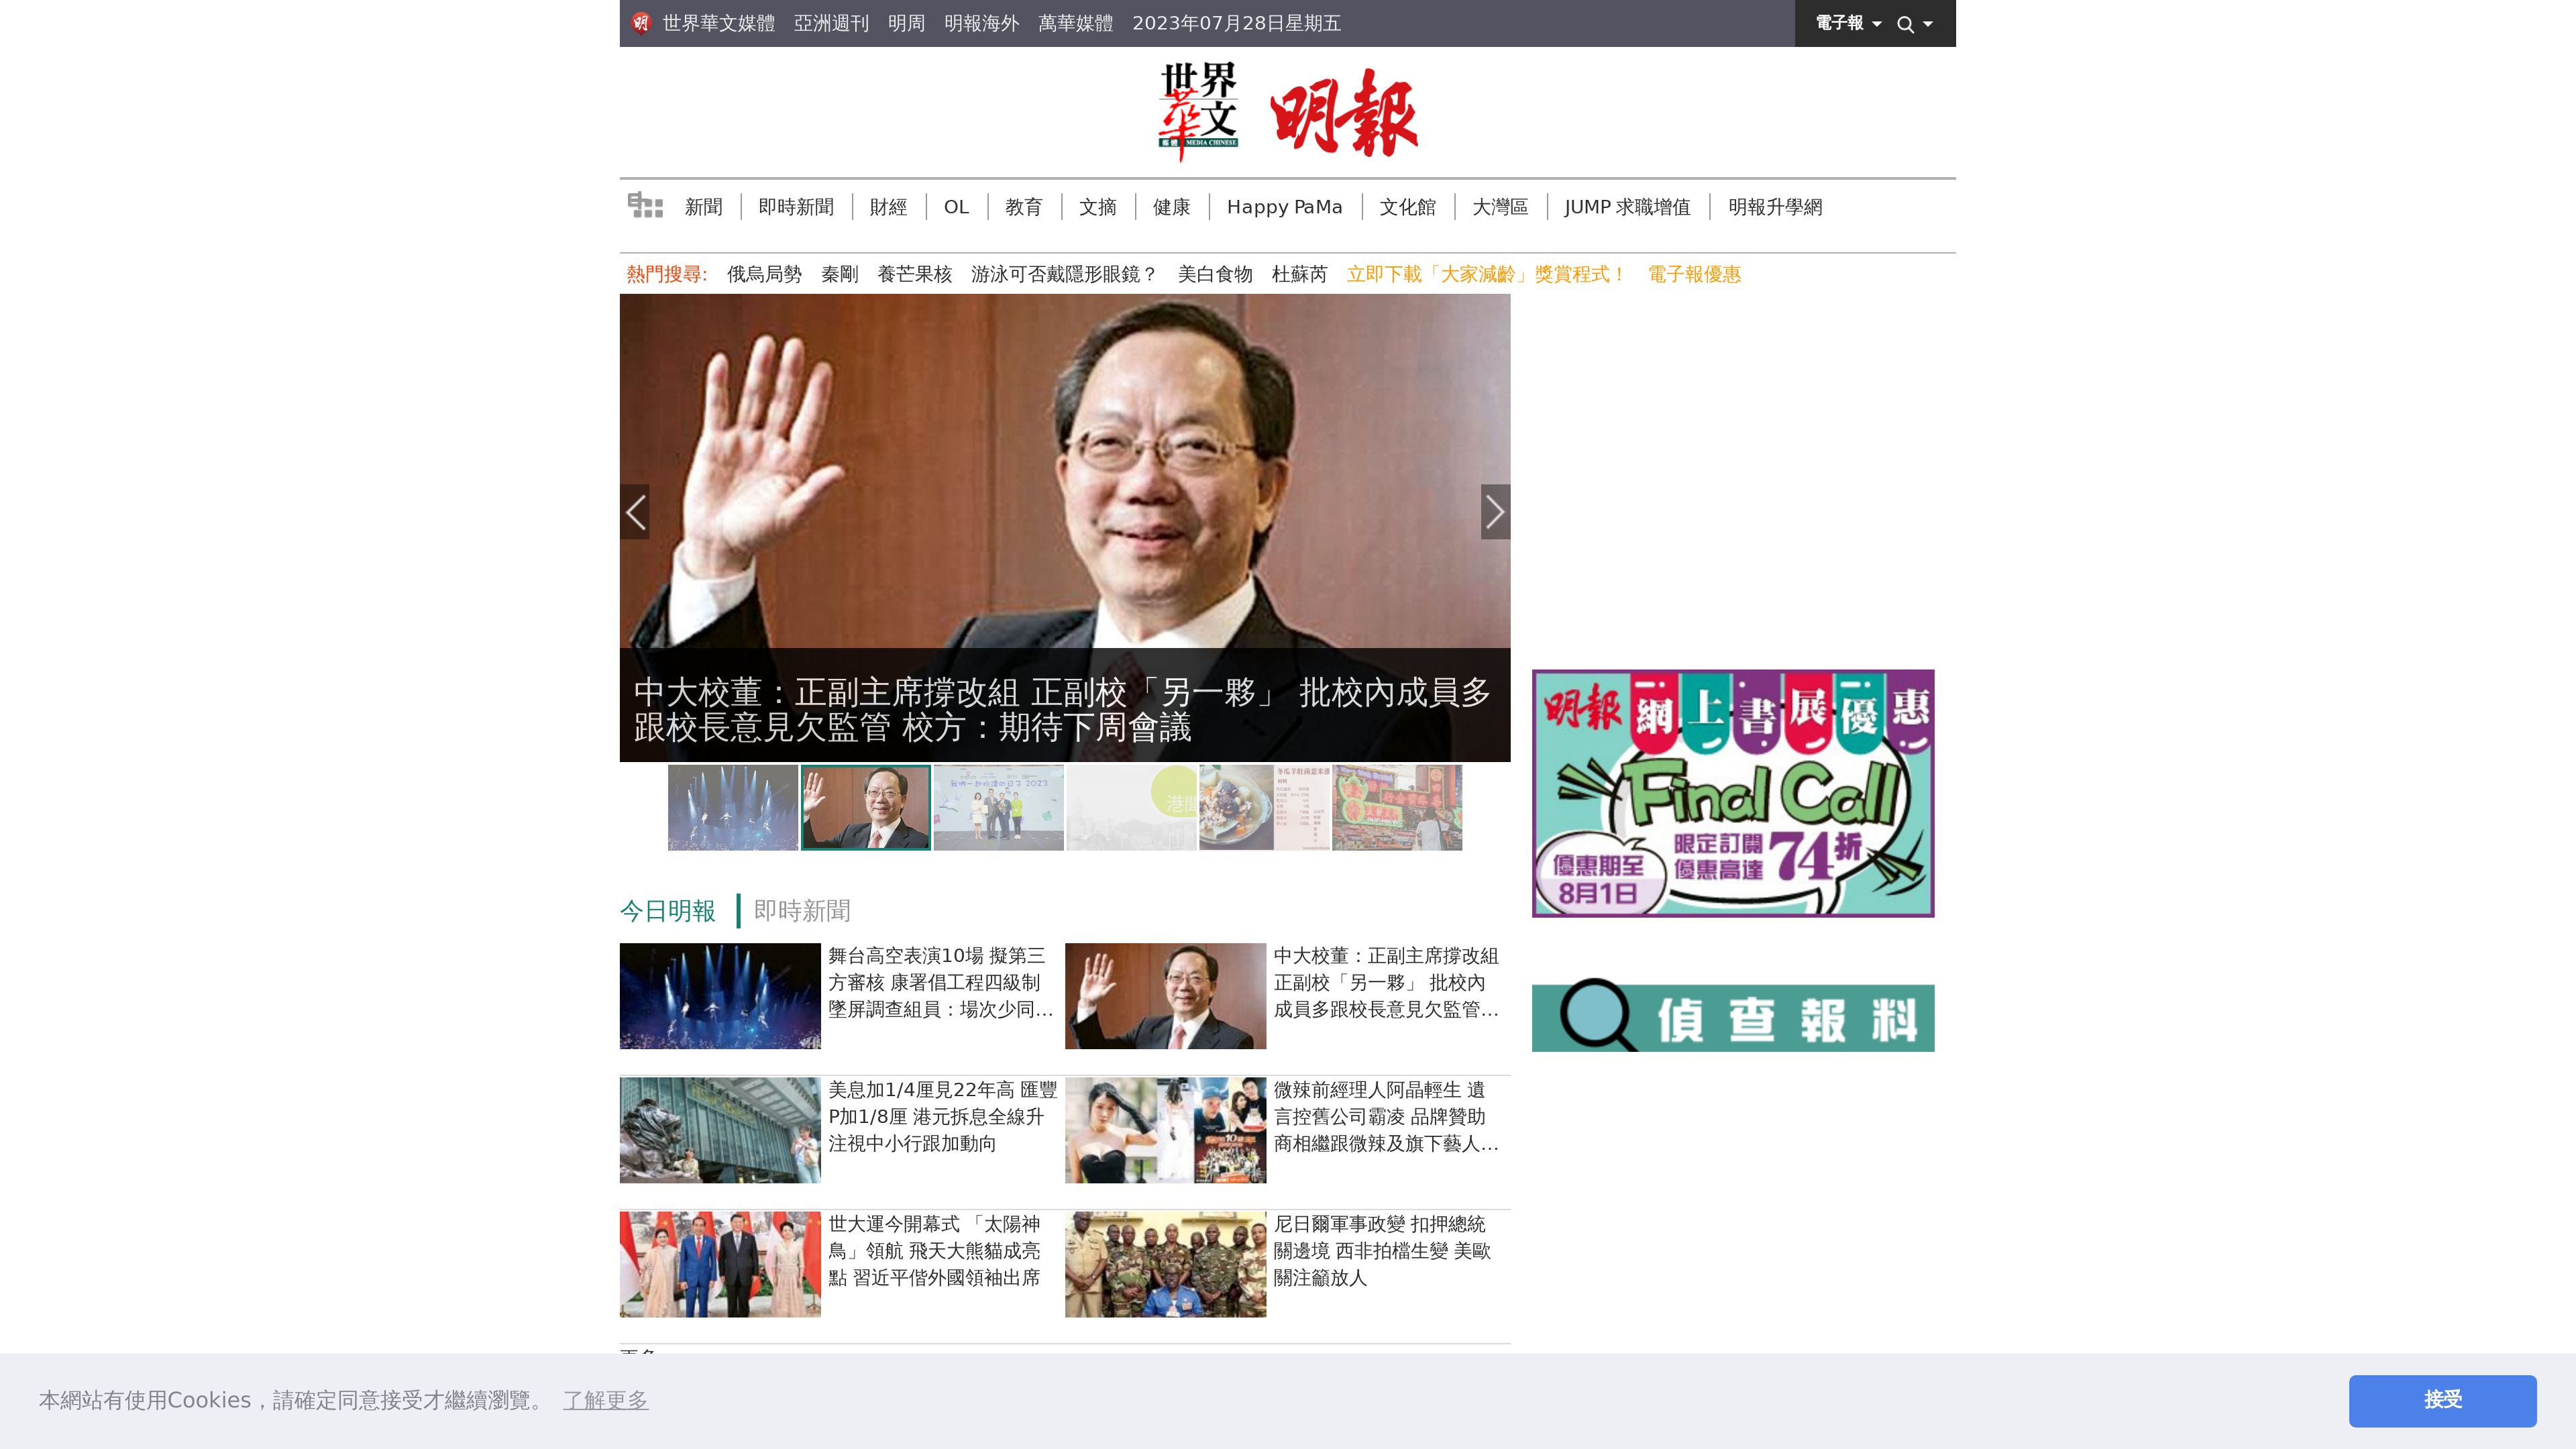 世界華文媒體 亞洲週刊 明周 明報海外 萬華媒體 2023年07月28日星期五 電子報
世界華文 媒體 MEDIA CHINESE 明報
新聞 即時新聞 財經 OL 教育 文摘 健康 Happy PaMa 文化館 大灣區 JUMP 求職增值 明報升學網
熱門搜尋: 俄烏局勢 秦剛 養芒果核 游泳可否戴隱形眼鏡？ 美白食物 杜蘇芮 立即下載「大家減齡」獎賞程式！ 電子報優惠
中大校董：正副主席撐改組 正副校「另一夥」 批校內成員多
跟校長意見欠監管 校方：期待下周會議
港聞
今日明報 即時新聞
舞台高空表演10場 擬第三
方審核 康署倡工程四級制
墜屏調查組員：場次少同…
中大校董：正副主席撐改組
正副校「另一夥」 批校內
成員多跟校長意見欠監管…
美息加1/4厘見22年高 匯豐
P加1/8厘 港元拆息全線升
注視中小行跟加動向
微辣前經理人阿晶輕生 遺
言控舊公司霸凌 品牌贊助
商相繼跟微辣及旗下藝人…
世大運今開幕式 「太陽神
鳥」領航 飛天大熊貓成亮
點 習近平偕外國領袖出席
尼日爾軍事政變 扣押總統
關邊境 西非拍檔生變 美歐
關注籲放人
明報網上書展優惠
Final Call
限定訂閱
優惠高達 74折
優惠期至
8月1日
偵查報料
本網站有使用Cookies，請確定同意接受才繼續瀏覽。 了解更多
接受